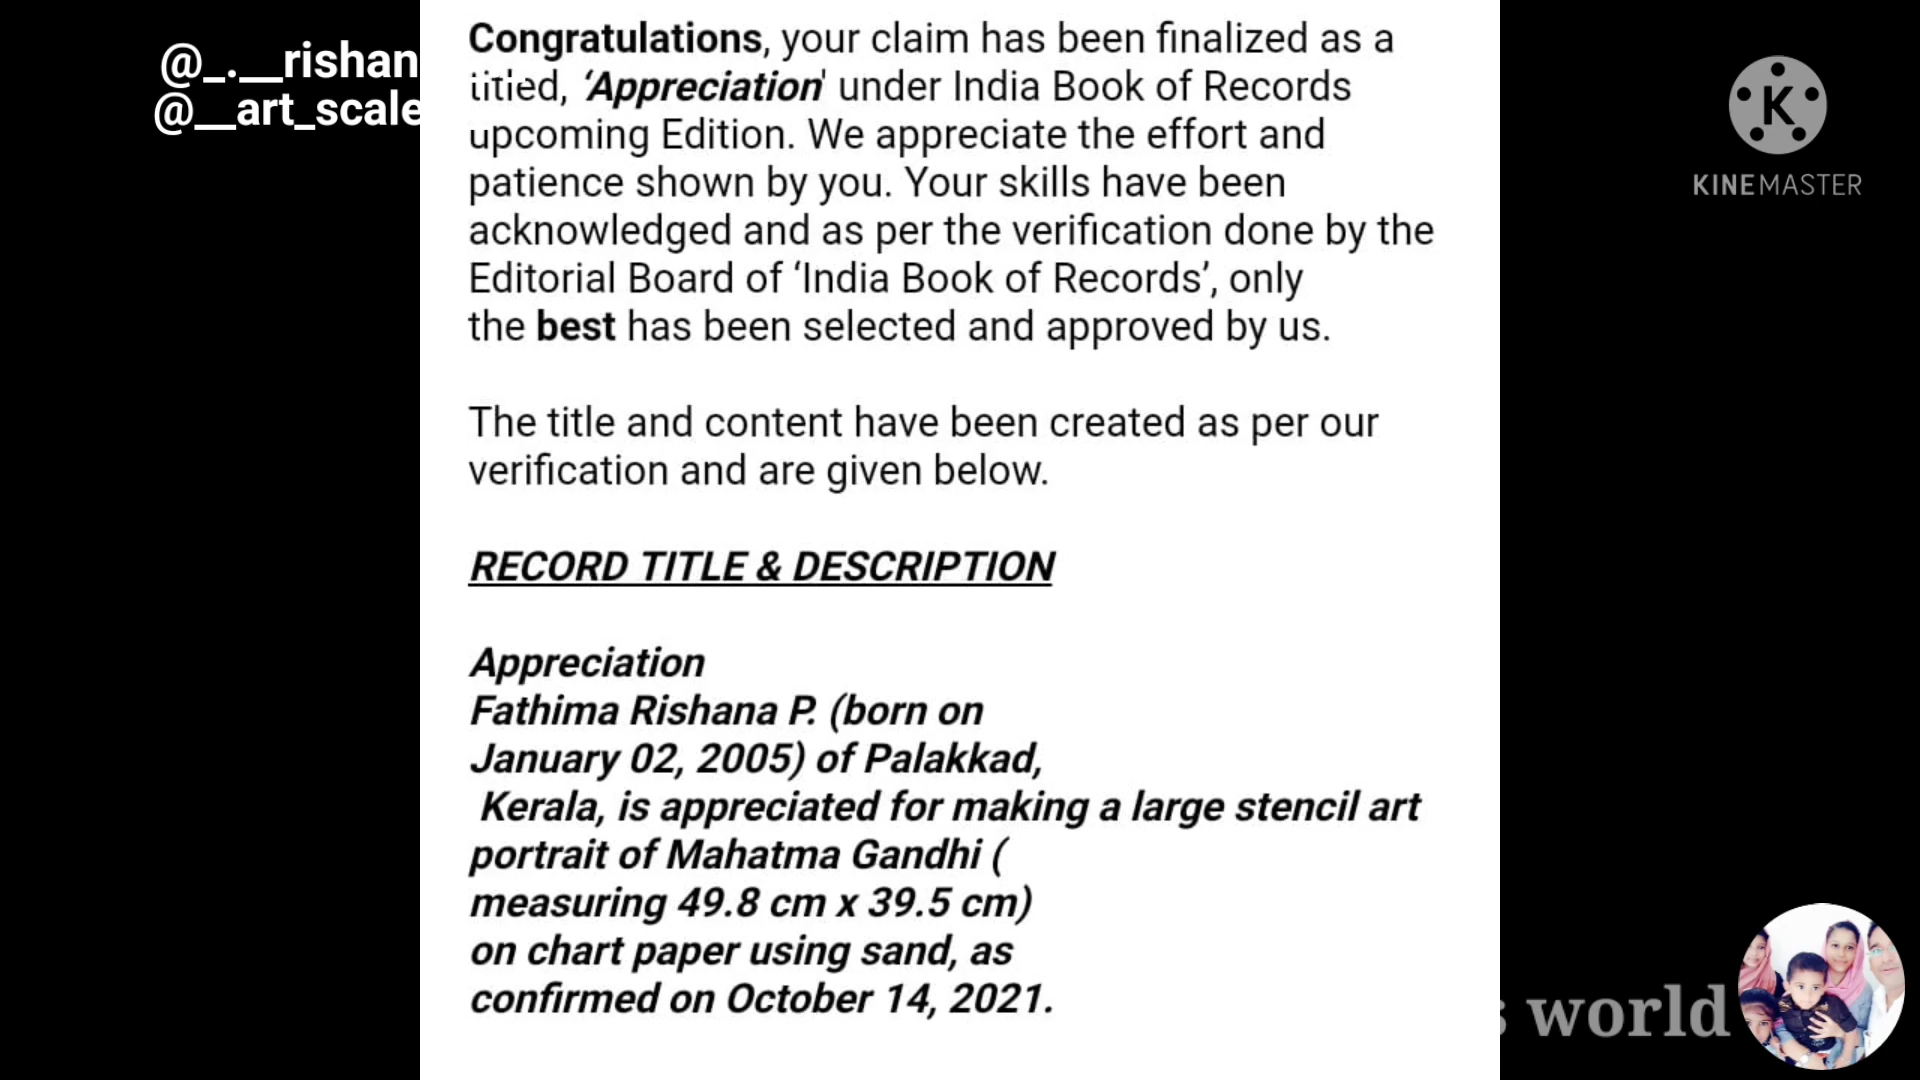 @_.__rishan
@__art_scale
Congratulations, your claim has been finalized as a
titled, ‘Appreciation' under India Book of Records
upcoming Edition. We appreciate the effort and
patience shown by you. Your skills have been
acknowledged and as per the verification done by the
Editorial Board of ‘India Book of Records’, only
the best has been selected and approved by us.
The title and content have been created as per our
verification and are given below.
RECORD TITLE & DESCRIPTION
Appreciation
Fathima Rishana P. (born on
January 02, 2005) of Palakkad,
Kerala, is appreciated for making a large stencil art
portrait of Mahatma Gandhi (
measuring 49.8 cm x 39.5 cm)
on chart paper using sand, as
confirmed on October 14, 2021.
K
KINEMASTER
s world